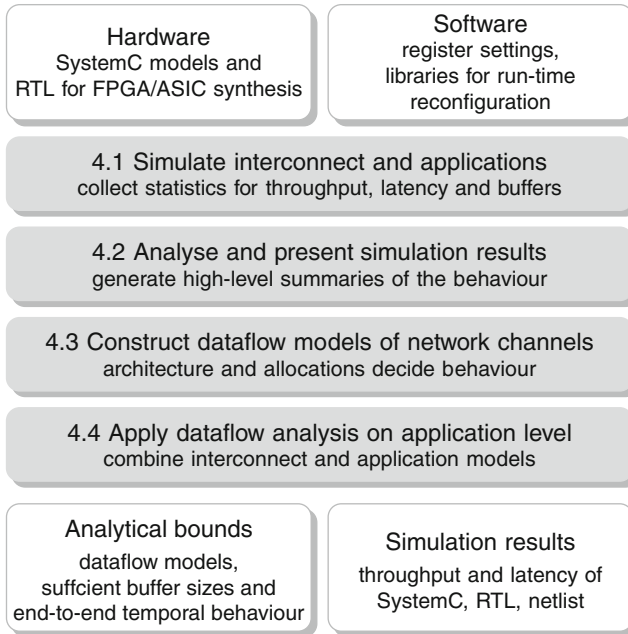 Hardware
SystemC models and
RTL for FPGA/ASIC synthesis
Software
register settings,
libraries for run-time
reconfiguration
4.1 Simulate interconnect and applications
collect statistics for throughput, latency and buffers
4.2 Analyse and present simulation results
generate high-level summaries of the behaviour
4.3 Construct dataflow models of network channels
architecture and allocations decide behaviour
4.4 Apply dataflow analysis on application level
combine interconnect and application models
Analytical bounds
dataflow models,
suffcient buffer sizes and
end-to-end temporal behaviour
Simulation results
throughput and latency of
SystemC, RTL, netlist